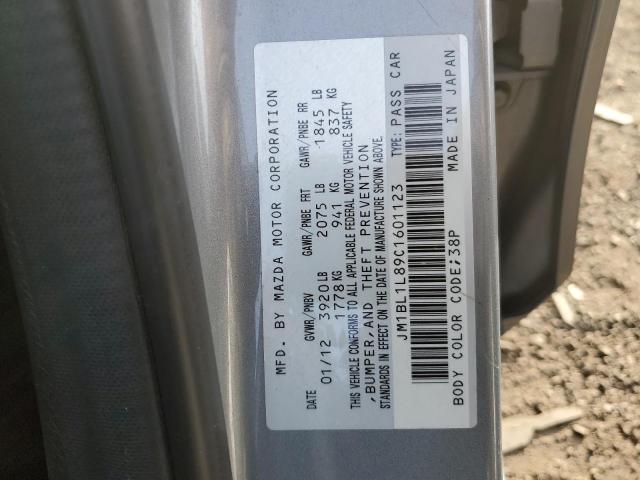 MFD. BY MAZDA MOTOR CORPORATION
DATE GVWR/PNBV GAWR/PNBE FRT GAWR/PNBE RR
01/12 3920 LB 2075 LB 1845 LB
1778 KG 941 KG 837 KG
THIS VEHICLE CONFORMS TO ALL APPLICABLE FEDERAL MOTOR VEHICLE SAFETY
,BUMPER,AND THEFT PREVENTION
STANDARDS IN EFFECT ON THE DATE OF MANUFACTURE SHOWN ABOVE.
JM1BL1L89C1601123 TYPE: PASS CAR
BODY COLOR CODE;38P MADE IN JAPAN